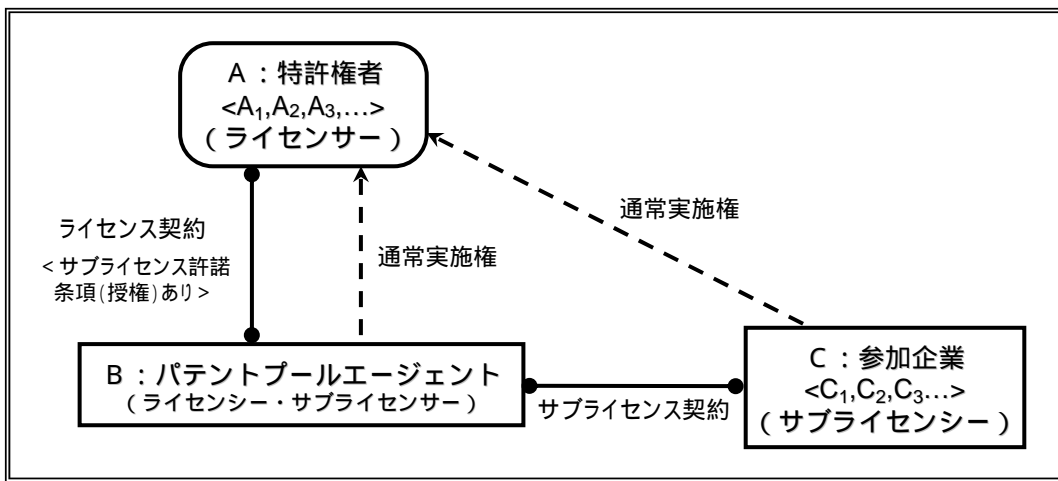 A：特許権者
<A₁,A₂,A₃,…>
（ライセンサー）
ライセンス契約
<サブライセンス許諾
条項(授権)あり>
通常実施権
通常実施権
B：パテントプールエージェント
（ライセンシー・サブライセンサー）
サブライセンス契約
C：参加企業
<C₁,C₂,C₃…>
（サブライセンシー）